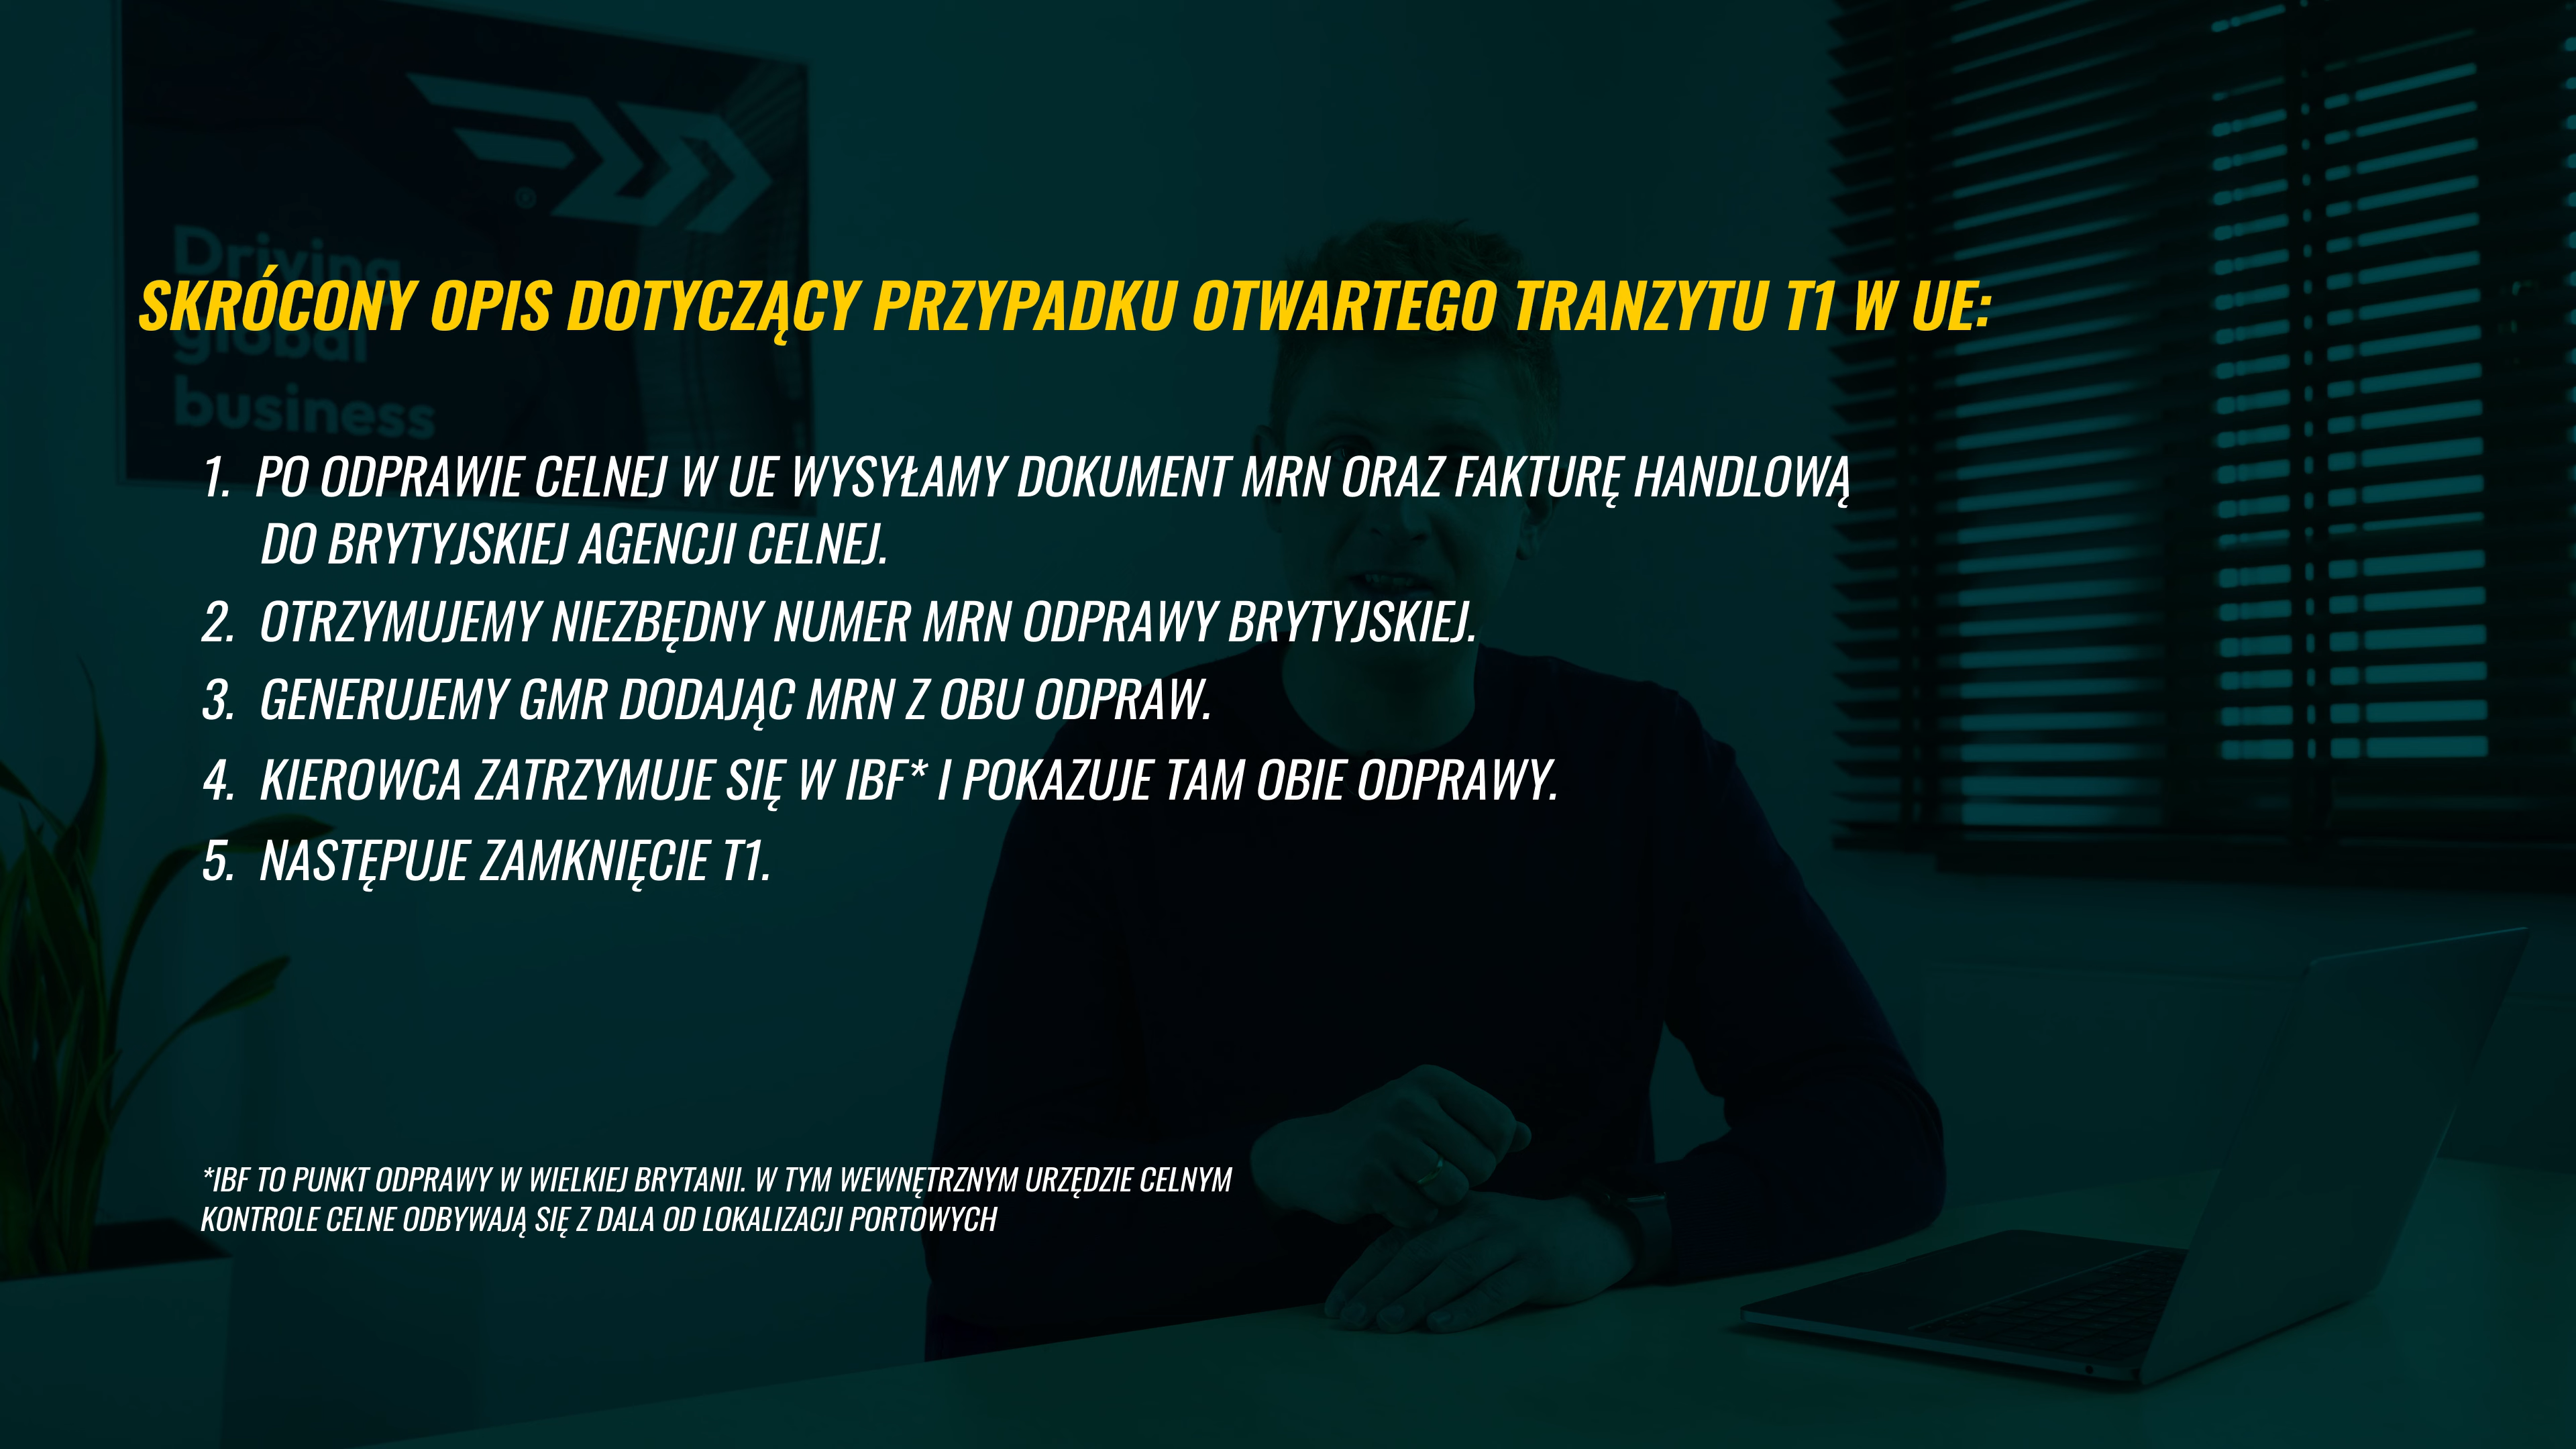 Driving
global
business
SKRÓCONY OPIS DOTYCZĄCY PRZYPADKU OTWARTEGO TRANZYTU T1 W UE:
1. PO ODPRAWIE CELNEJ W UE WYSYŁAMY DOKUMENT MRN ORAZ FAKTURĘ HANDLOWĄ
DO BRYTYJSKIEJ AGENCJI CELNEJ.
2. OTRZYMUJEMY NIEZBĘDNY NUMER MRN ODPRAWY BRYTYJSKIEJ.
3. GENERUJEMY GMR DODAJĄC MRN Z OBU ODPRAW.
4. KIEROWCA ZATRZYMUJE SIĘ W IBF* I POKAZUJE TAM OBIE ODPRAWY.
5. NASTĘPUJE ZAMKNIĘCIE T1.
*IBF TO PUNKT ODPRAWY W WIELKIEJ BRYTANII. W TYM WEWNĘTRZNYM URZĘDZIE CELNYM
KONTROLE CELNE ODBYWAJĄ SIĘ Z DALA OD LOKALIZACJI PORTOWYCH